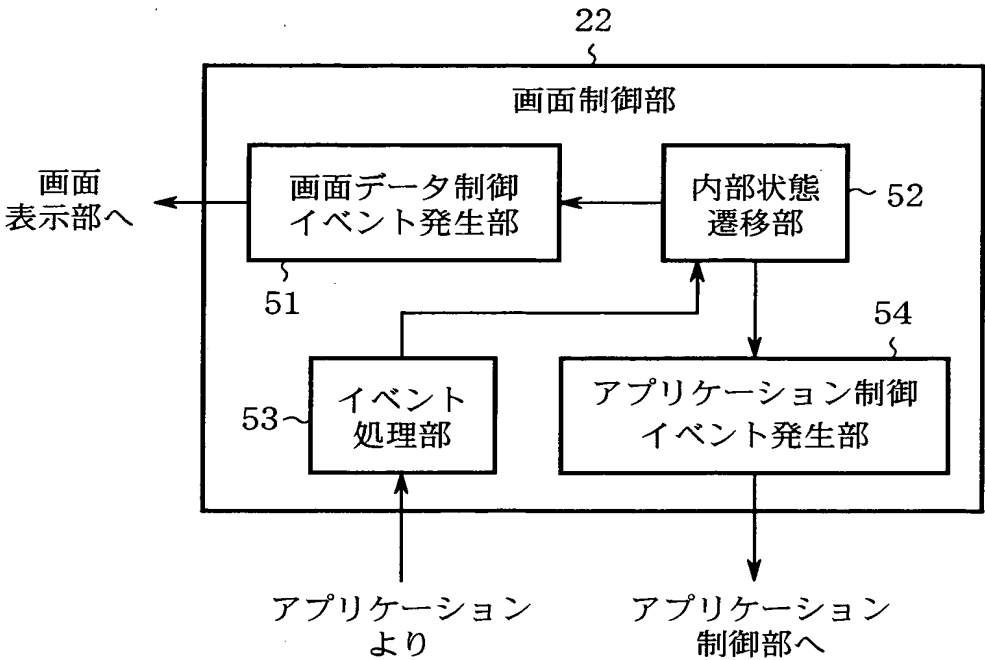 22
画面制御部
画面
表示部へ
画面データ制御
イベント発生部
51
内部状態
遷移部
52
イベント
処理部
53
54
アプリケーション制御
イベント発生部
アプリケーション
より
アプリケーション
制御部へ